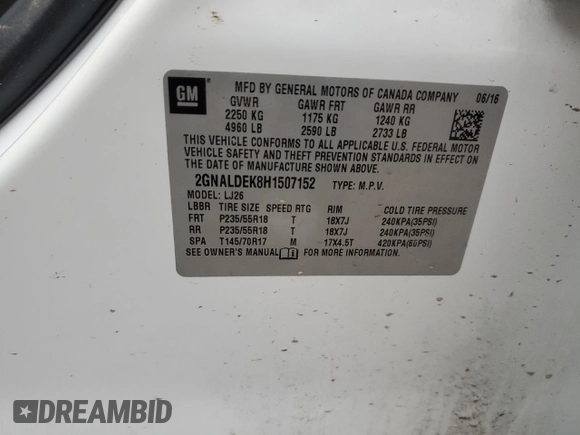 GM
MFD BY GENERAL MOTORS OF CANADA COMPANY 06/16
GVWR GAWR FRT GAWR RR
2250 KG 1175 KG 1240 KG
4960 LB 2590 LB 2733 LB
THIS VEHICLE CONFORMS TO ALL APPLICABLE U.S. FEDERAL MOTOR
VEHICLE SAFETY AND THEFT PREVENTION STANDARDS IN EFFECT ON
THE DATE OF MANUFACTURE SHOWN ABOVE.
2GNALDEK8H1507152 TYPE: M.P.V.
MODEL: LJ26
LBBR TIRE SIZE SPEED RTG RIM COLD TIRE PRESSURE
FRT P235/55R18 T 18X7J 240KPA(35PSI)
RR P235/55R18 T 18X7J 240KPA(35PSI)
SPA T145/70R17 M 17X4.5T 420KPA(60PSI)
SEE OWNER'S MANUAL FOR MORE INFORMATION.
DREAMBID